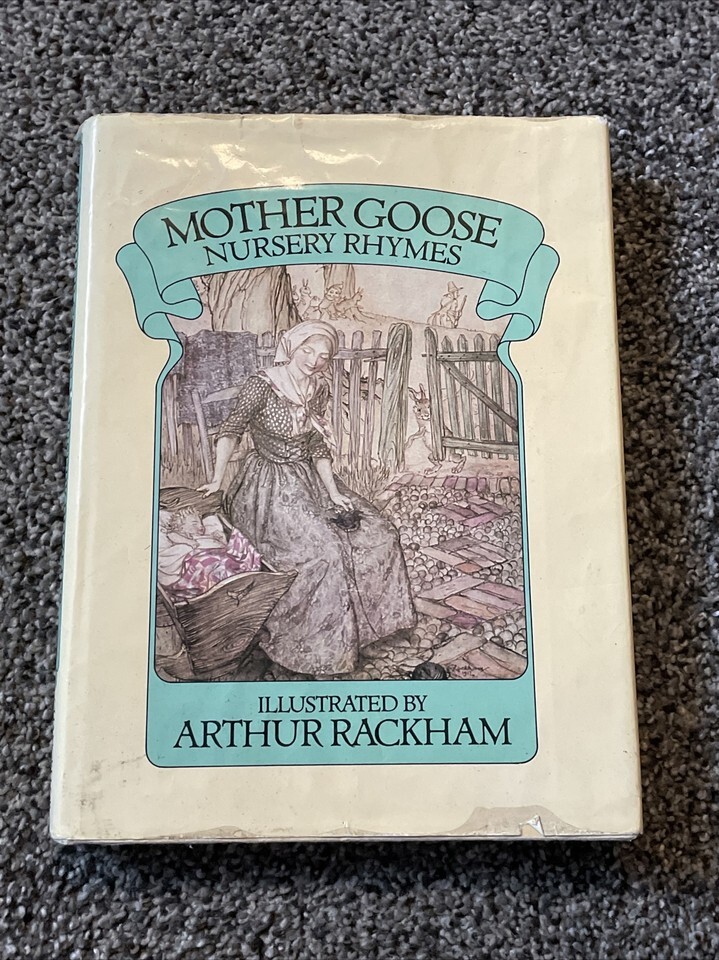 MOTHER GOOSE
NURSERY RHYMES
ILLUSTRATED BY
ARTHUR RACKHAM